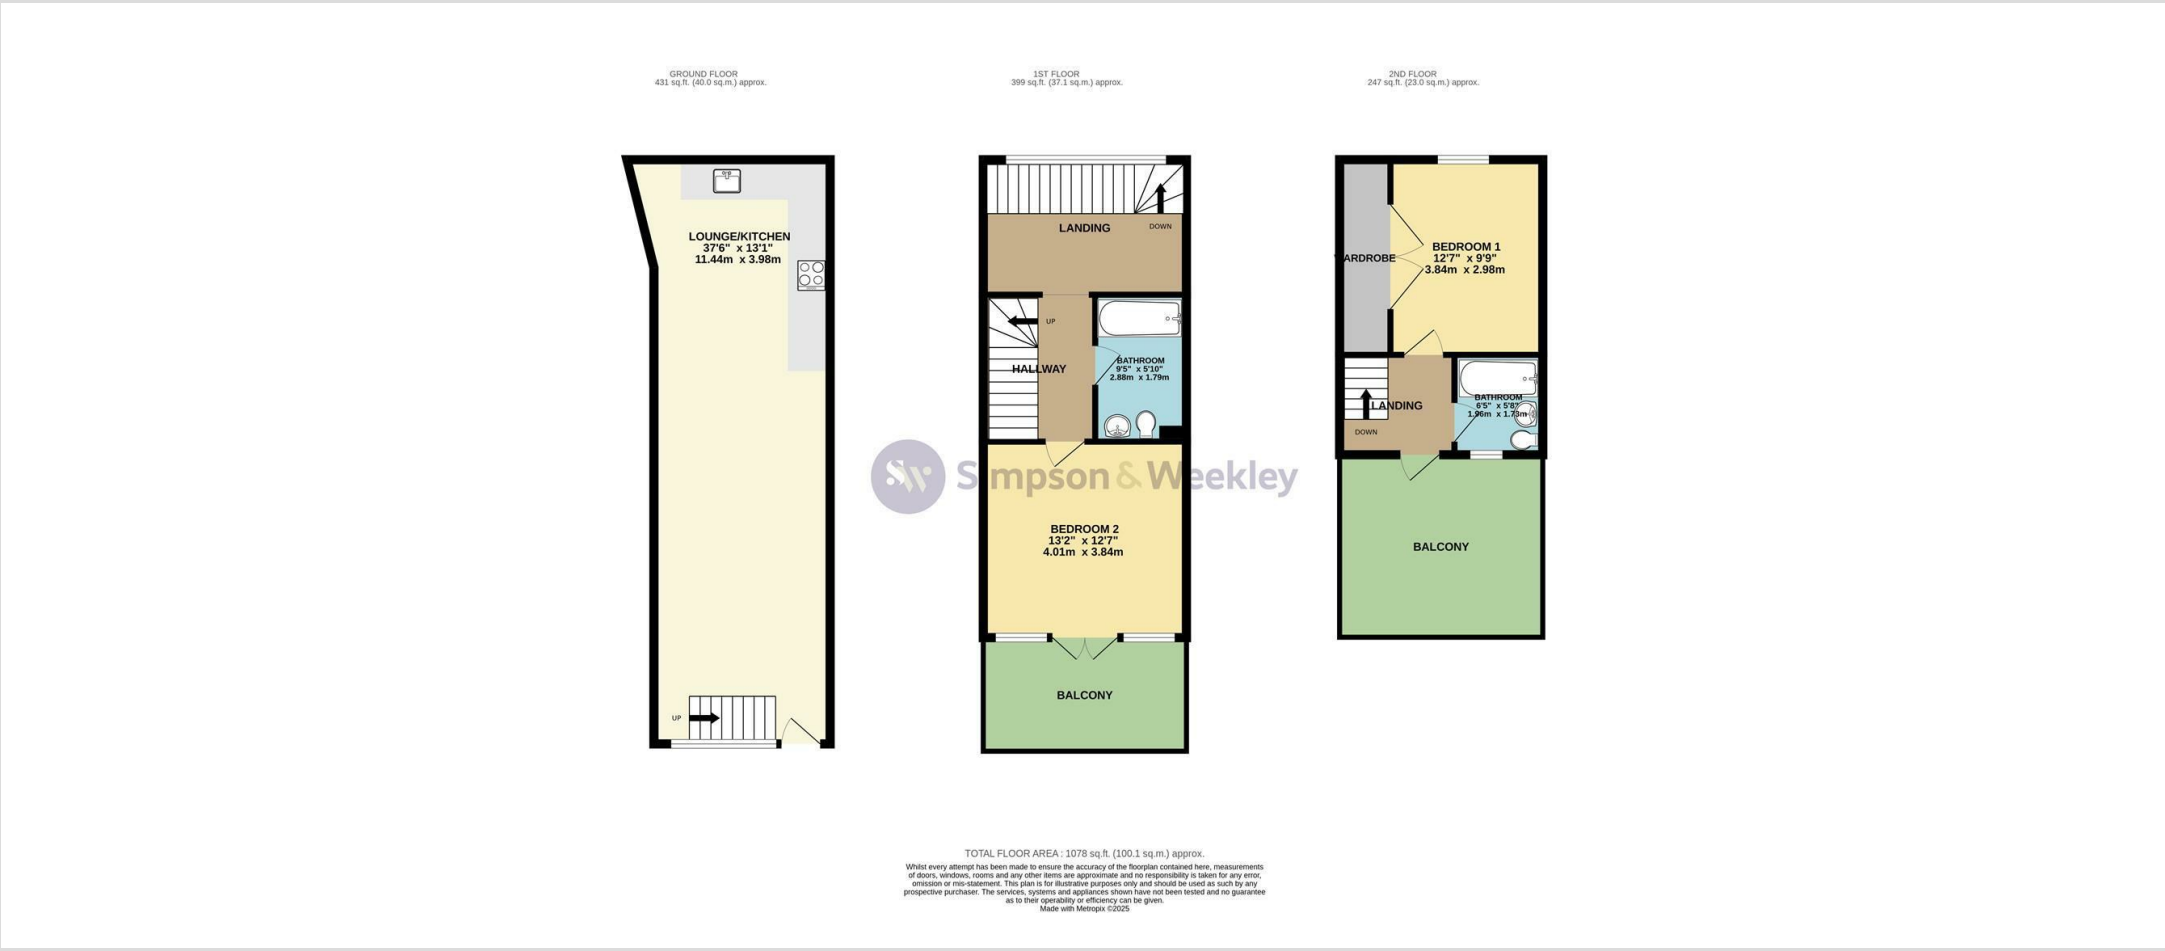 GROUND FLOOR
431 sq.ft. (40.0 sq.m.) approx.
1ST FLOOR
399 sq.ft. (37.1 sq.m.) approx.
2ND FLOOR
247 sq.ft. (23.0 sq.m.) approx.
LOUNGE/KITCHEN
37'6" x 13'1"
11.44m x 3.98m
UP
LANDING
DOWN
UP
HALLWAY
BATHROOM
9'5" x 5'10"
2.88m x 1.79m
Simpson & Weekley
SW
BEDROOM 2
13'2" x 12'7"
4.01m x 3.84m
BALCONY
BEDROOM 1
12'7" x 9'9"
3.84m x 2.98m
WARDROBE
LANDING
DOWN
BATHROOM
6'5" x 5'8"
1.96m x 1.73m
BALCONY
TOTAL FLOOR AREA : 1078 sq.ft. (100.1 sq.m.) approx.
Whilst every attempt has been made to ensure the accuracy of the floorplan contained here, measurements
of doors, windows, rooms and any other items are approximate and no responsibility is taken for any error,
omission or mis-statement. This plan is for illustrative purposes only and should be used as such by any
prospective purchaser. The services, systems and appliances shown have not been tested and no guarantee
as to their operability or efficiency can be given.
Made with Metropix ©2025